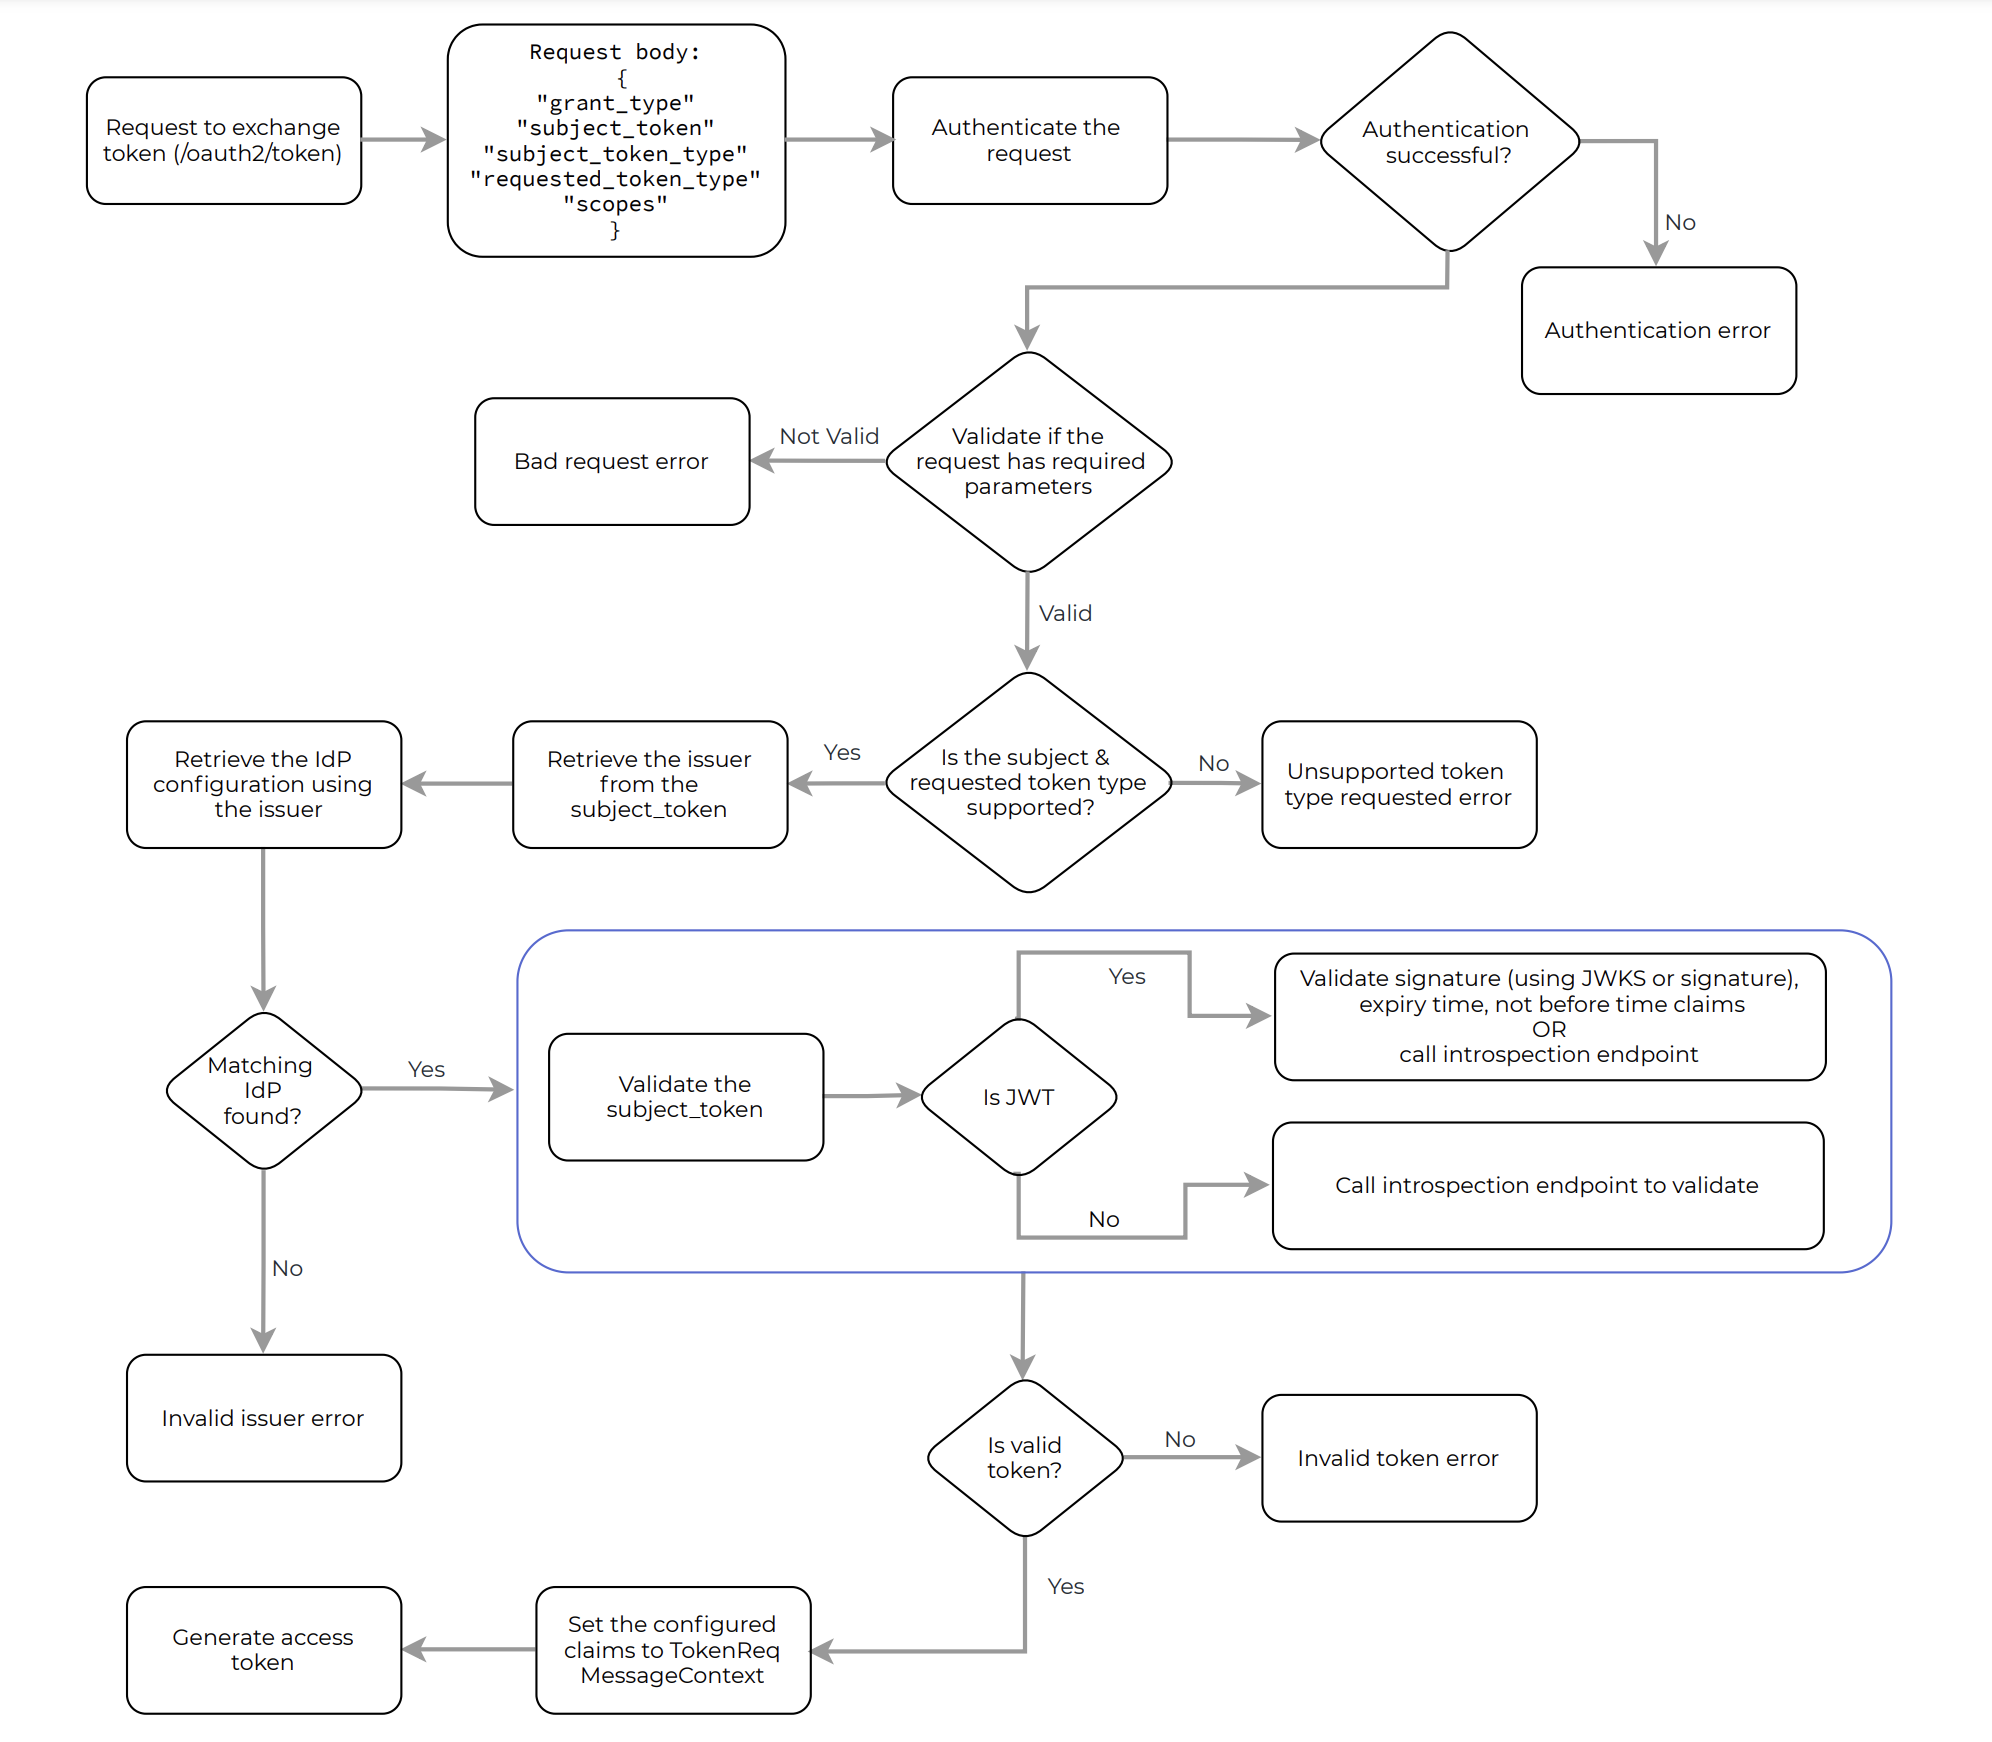 Request to exchange
token (/oauth2/token)
Request body:
{
"grant_type"
"subject_token"
"subject_token_type"
"requested_token_type"
"scopes"
}
Authenticate the
request
Authentication
successful?
No
Authentication error
Validate if the
request has required
parameters
Not Valid
Bad request error
Valid
Is the subject &
requested token type
supported?
No
Unsupported token
type requested error
Yes
Retrieve the issuer
from the
subject_token
Retrieve the IdP
configuration using
the issuer
Matching
IdP
found?
Yes
No
Invalid issuer error
Validate the
subject_token
Is JWT
Yes
Validate signature (using JWKS or signature),
expiry time, not before time claims
OR
call introspection endpoint
No
Call introspection endpoint to validate
Is valid
token?
No
Invalid token error
Yes
Set the configured
claims to TokenReq
MessageContext
Generate access
token